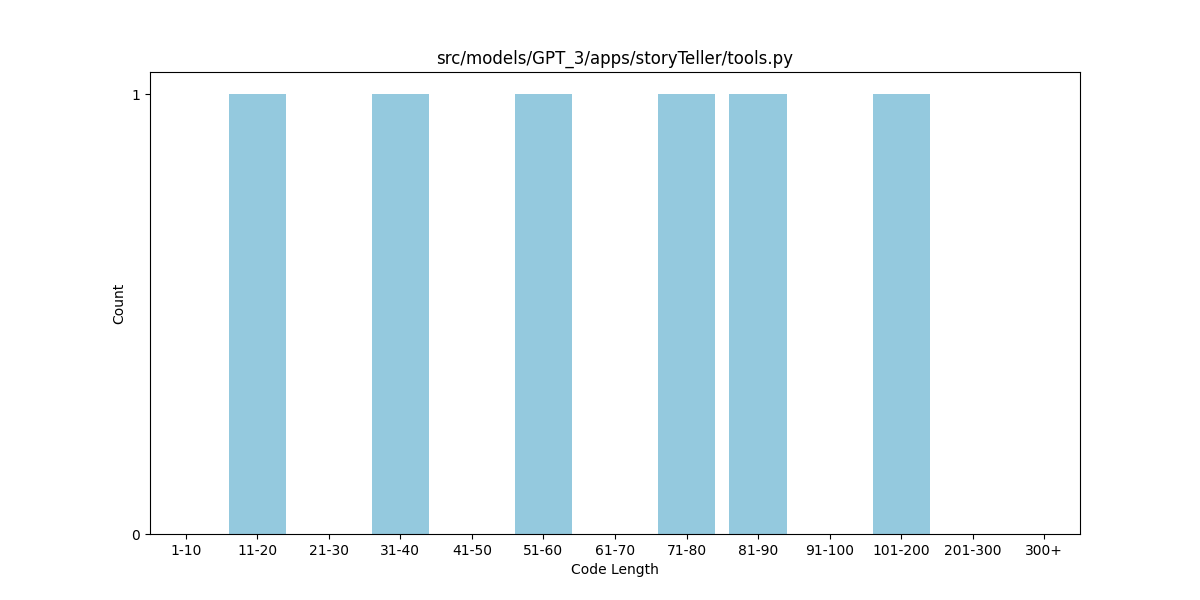 src/models/GPT_3/apps/storyTeller/tools.py
1
Count
0
1-10 11-20 21-30 31-40 41-50 51-60 61-70 71-80 81-90 91-100 101-200 201-300 300+
Code Length